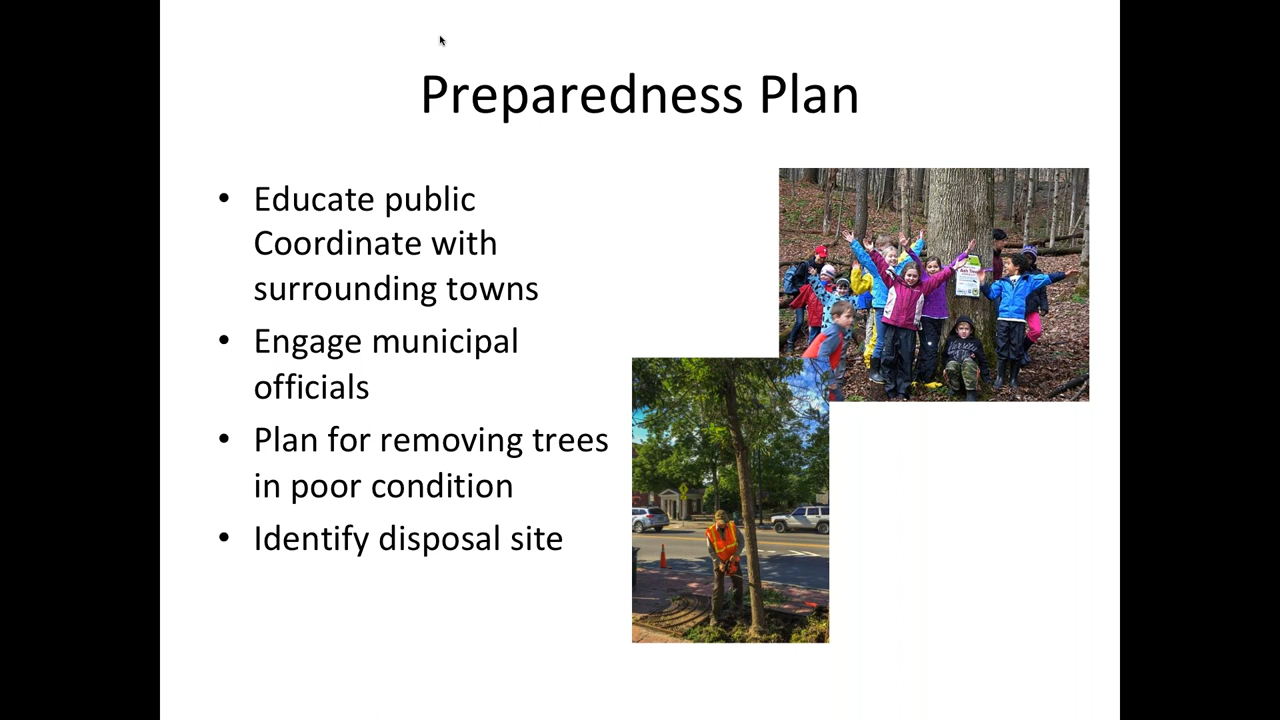 Preparedness Plan
• Educate public
Coordinate with
surrounding towns
• Engage municipal
officials
• Plan for removing trees
in poor condition
• Identify disposal site